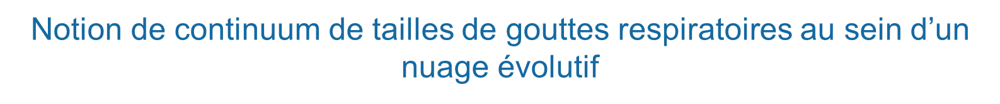 Notion de continuum de tailles de gouttes respiratoires au sein d’un
nuage évolutif